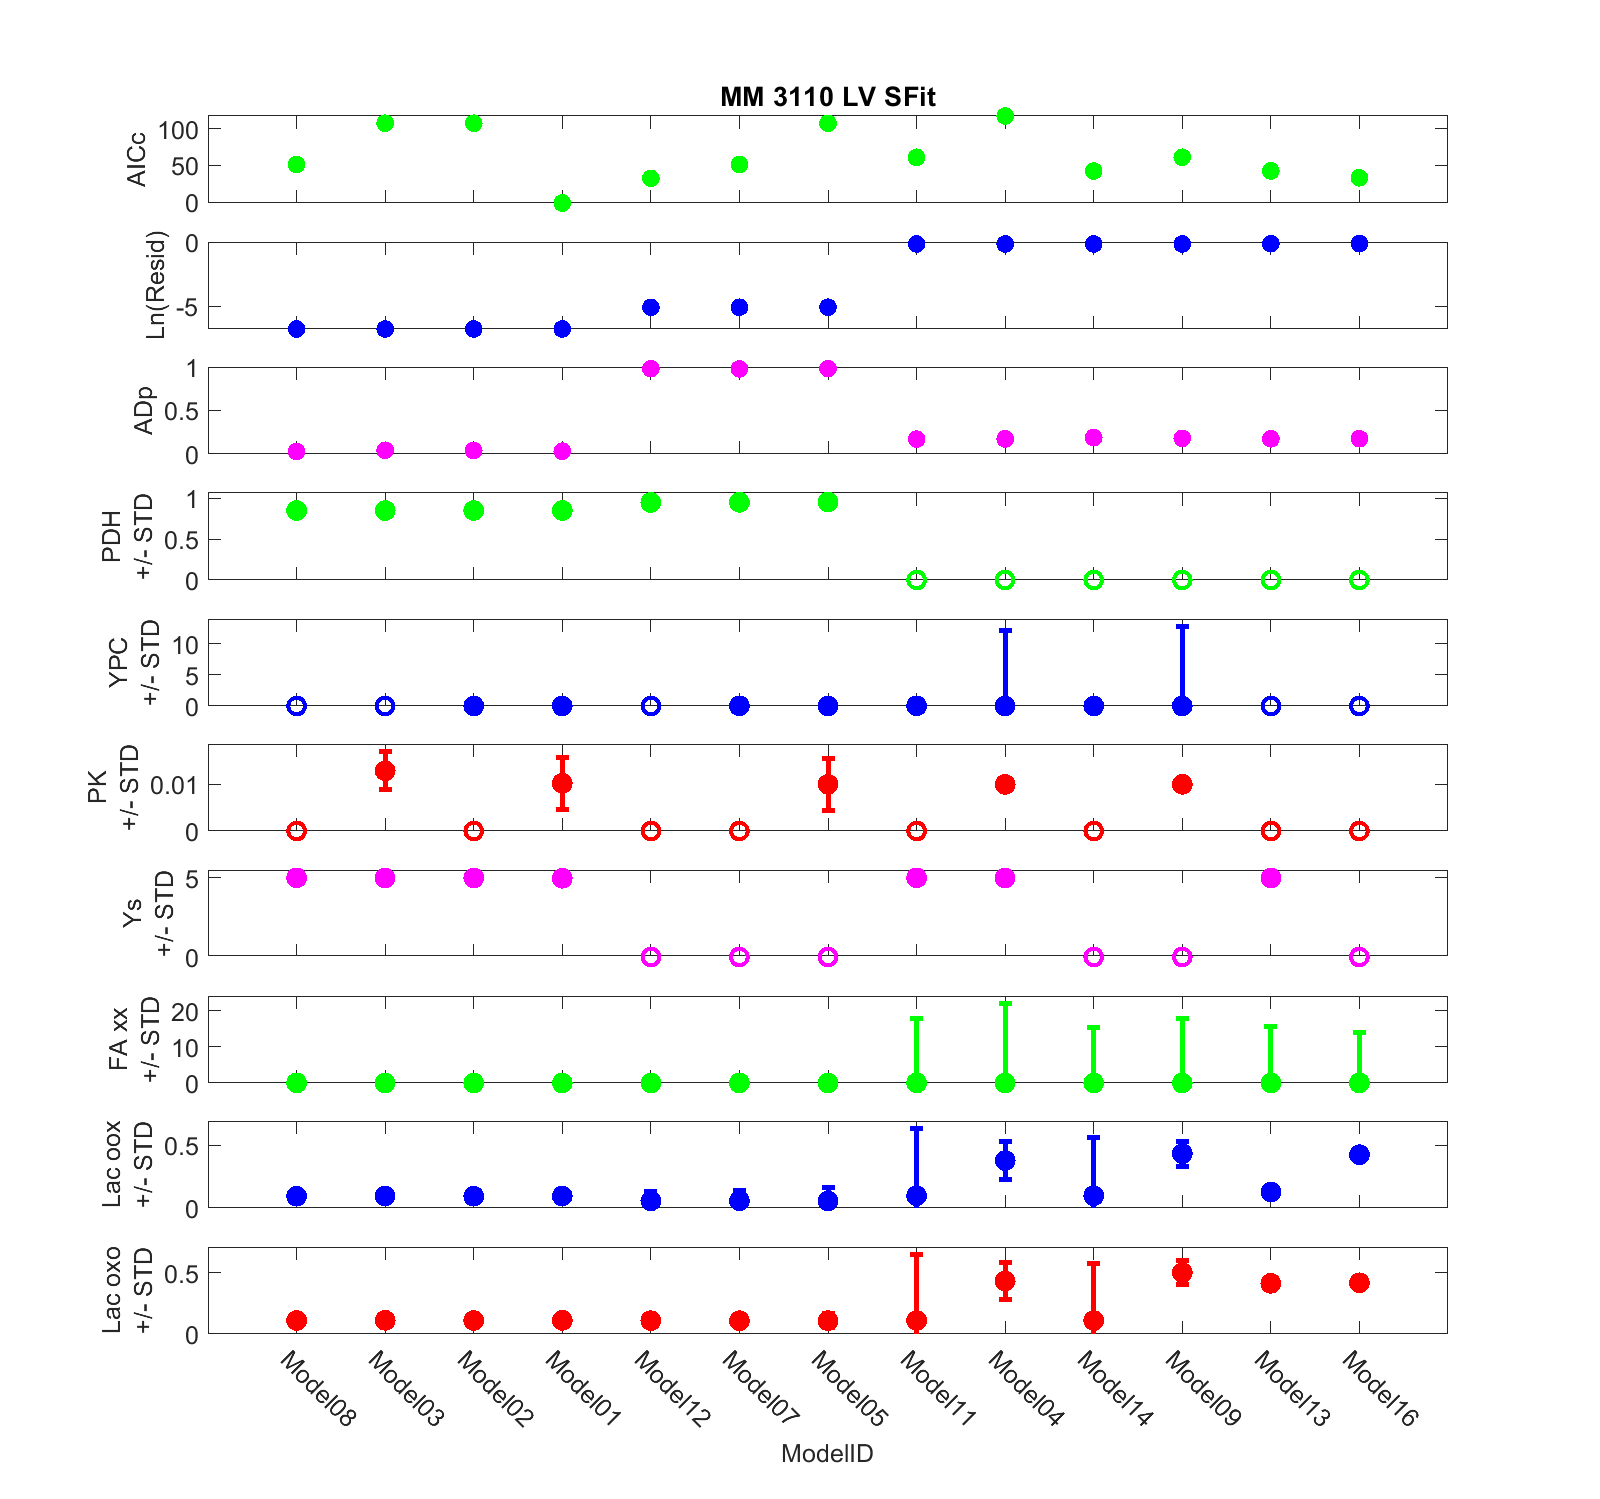 MM 3110 LV SFit
AICc
100
50
0
Ln(Resid)
0
-5
ADp
1
0.5
0
PDH
+/- STD
1
0.5
0
YPC
+/- STD
10
5
0
PK
+/- STD
0.01
0
Ys
+/- STD
5
0
FA xx
+/- STD
20
10
0
Lac oox
+/- STD
0.5
0
Lac oxo
+/- STD
0.5
0
Model08
Model03
Model02
Model01
Model12
Model07
Model05
Model11
Model04
Model14
Model09
Model13
Model16
ModelID